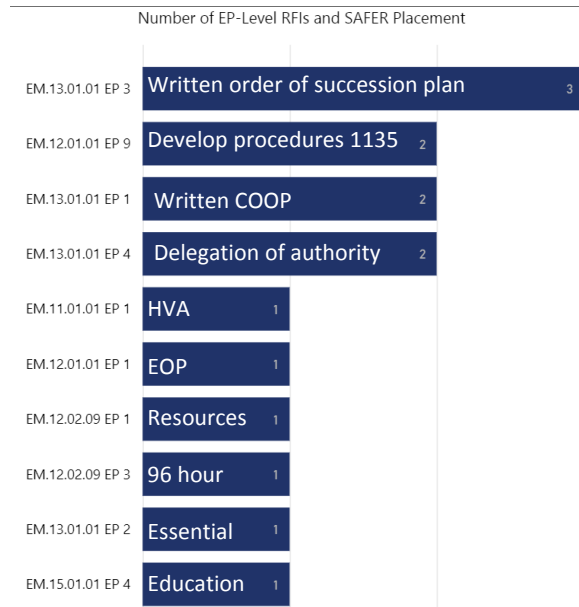 Number of EP-Level RFIs and SAFER Placement
EM.13.01.01 EP 3 Written order of succession plan 3
EM.12.01.01 EP 9 Develop procedures 1135 2
EM.13.01.01 EP 1 Written COOP 2
EM.13.01.01 EP 4 Delegation of authority 2
EM.11.01.01 EP 1 HVA 1
EM.12.01.01 EP 1 EOP 1
EM.12.02.09 EP 1 Resources 1
EM.12.02.09 EP 3 96 hour 1
EM.13.01.01 EP 2 Essential 1
EM.15.01.01 EP 4 Education 1